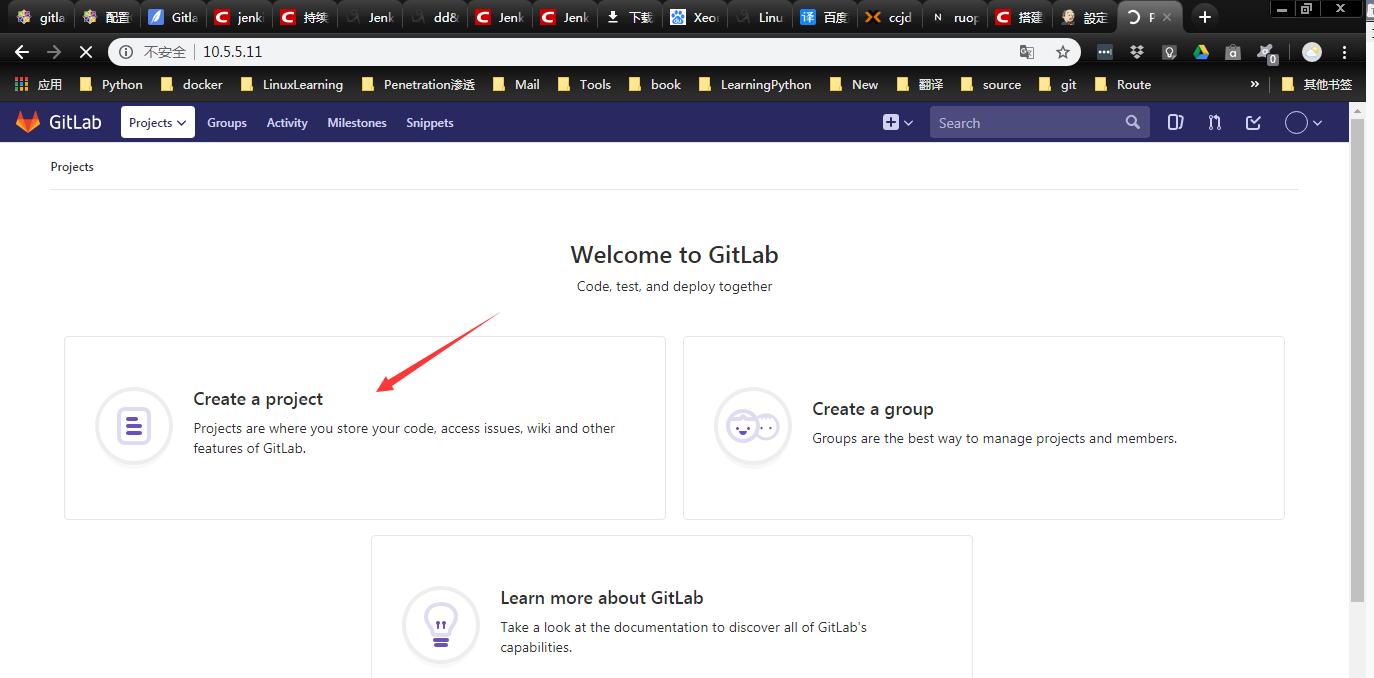 gitla 配置 Gitla jenki 持续 Jenk dd& Jenk Jenk 下载 Xeo Linu 百度 ccjd ruop 搭建 設定 P
不安全 10.5.5.11
应用 Python docker LinuxLearning Penetration渗透 Mail Tools book LearningPython New 翻译 source git Route » 其他书签
GitLab Projects Groups Activity Milestones Snippets Search
Projects
Welcome to GitLab
Code, test, and deploy together
Create a project
Projects are where you store your code, access issues, wiki and other
features of GitLab.
Create a group
Groups are the best way to manage projects and members.
Learn more about GitLab
Take a look at the documentation to discover all of GitLab's
capabilities.